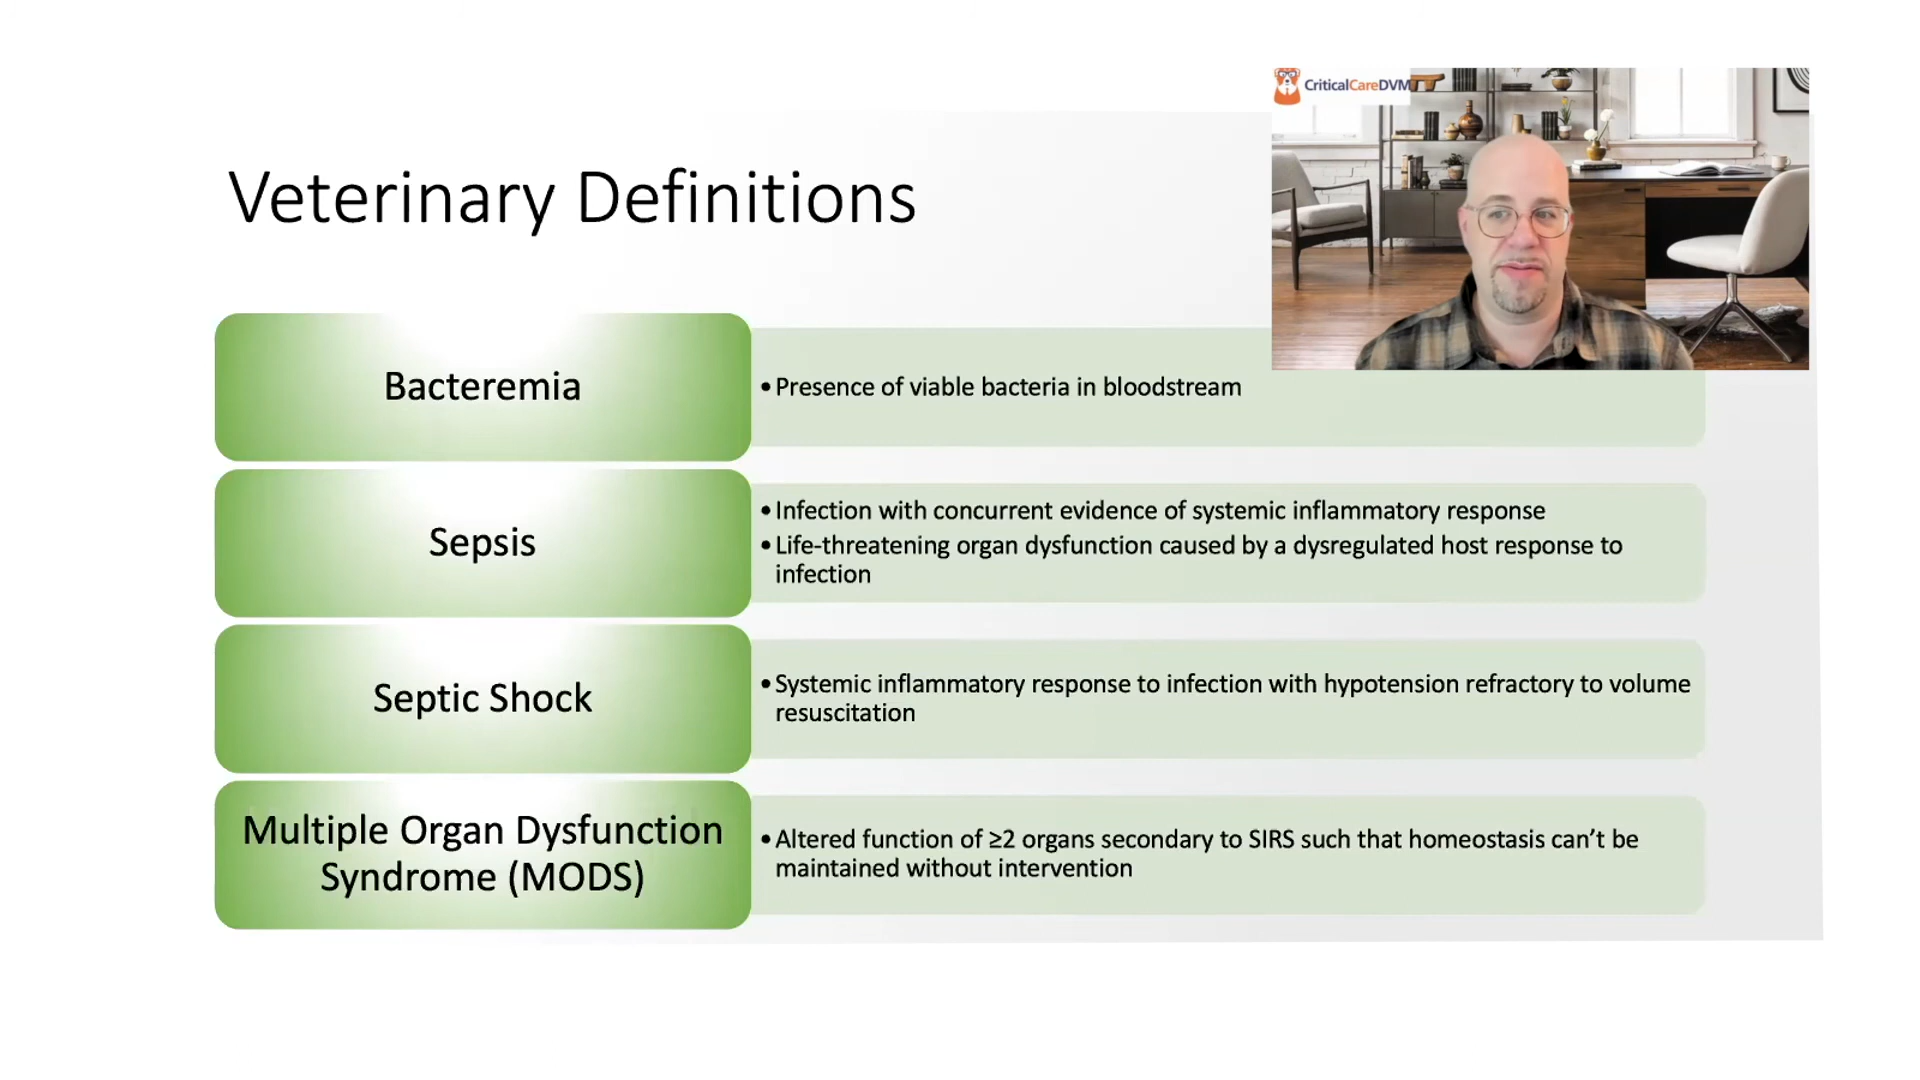 CriticalCareDVM
Veterinary Definitions
Bacteremia
•Presence of viable bacteria in bloodstream
Sepsis
•Infection with concurrent evidence of systemic inflammatory response
•Life-threatening organ dysfunction caused by a dysregulated host response to
infection
Septic Shock
•Systemic inflammatory response to infection with hypotension refractory to volume
resuscitation
Multiple Organ Dysfunction
Syndrome (MODS)
•Altered function of ≥2 organs secondary to SIRS such that homeostasis can’t be
maintained without intervention